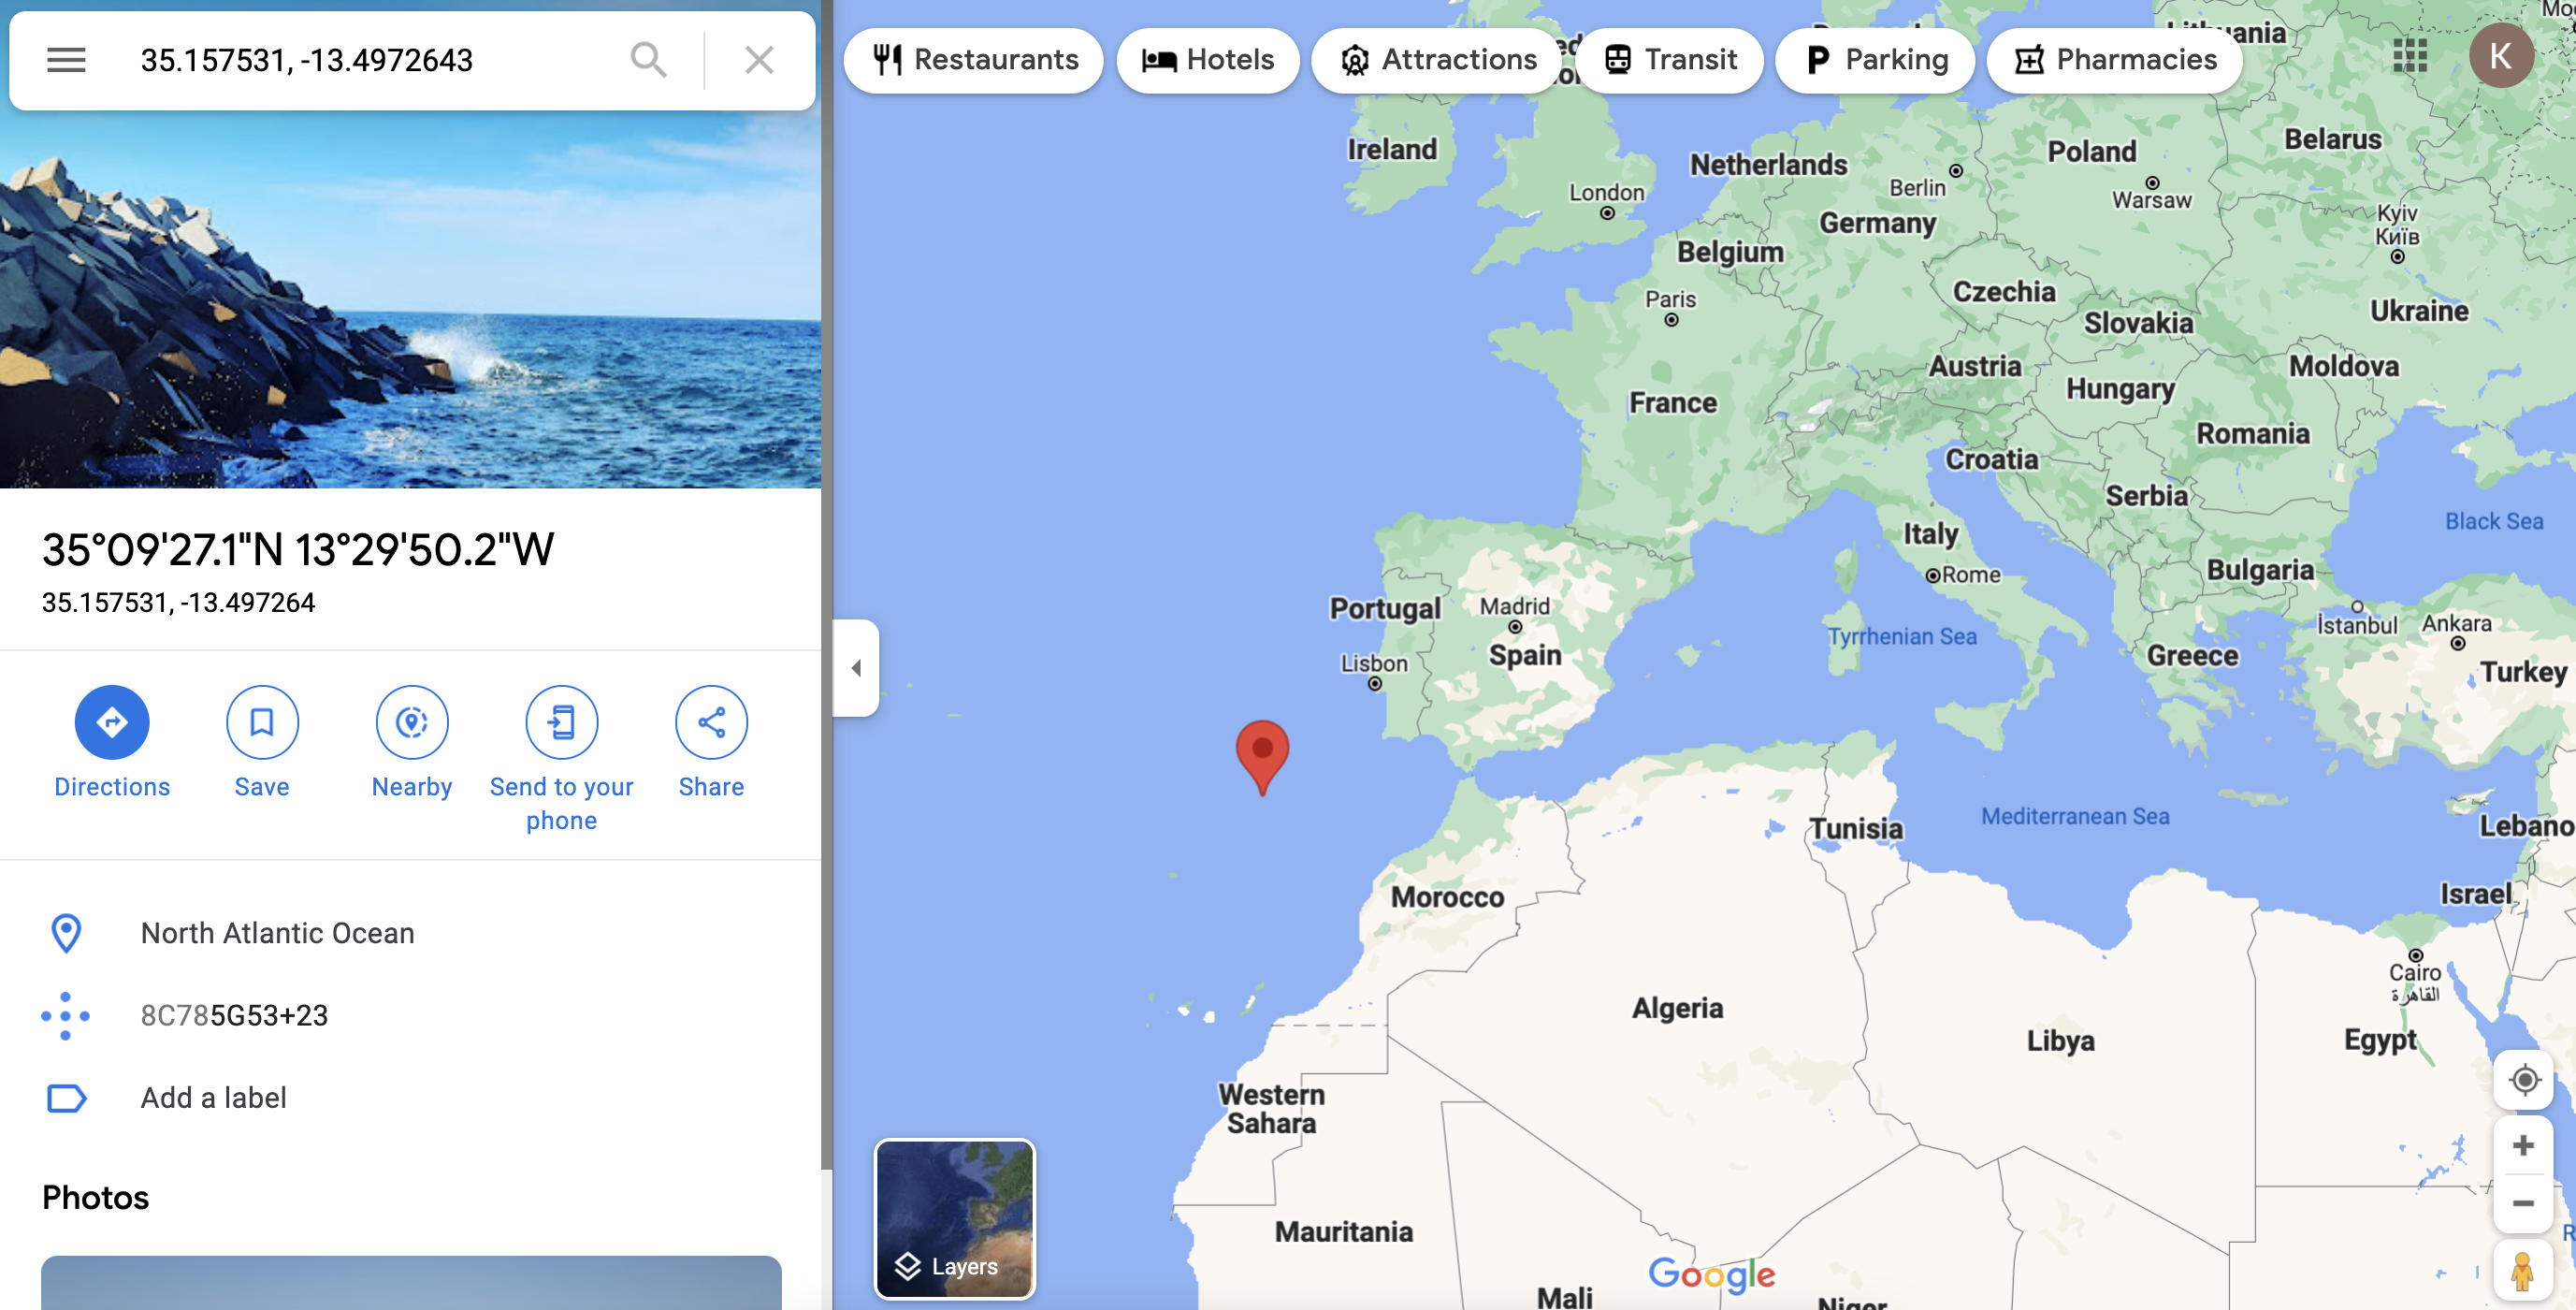 35.157531, -13.4972643
Restaurants
Hotels
Attractions
Transit
Parking
Pharmacies
K
35°09'27.1"N 13°29'50.2"W
35.157531, -13.497264
Directions
Save
Nearby
Send to your
phone
Share
North Atlantic Ocean
8C785G53+23
Add a label
Photos
Layers
Google
Lithuania
Ireland
London
Netherlands
Berlin
Poland
Warsaw
Belarus
Germany
Kyiv
Київ
Belgium
Paris
Czechia
Slovakia
Ukraine
Austria
Hungary
Moldova
France
Romania
Croatia
Serbia
Black Sea
Italy
Rome
Bulgaria
Portugal
Madrid
Spain
Lisbon
Tyrrhenian Sea
İstanbul
Ankara
Greece
Turkey
Tunisia
Mediterranean Sea
Lebano
Israel
Morocco
Cairo
القاهرة
Algeria
Libya
Egypt
Western
Sahara
Mauritania
Mali
Niger